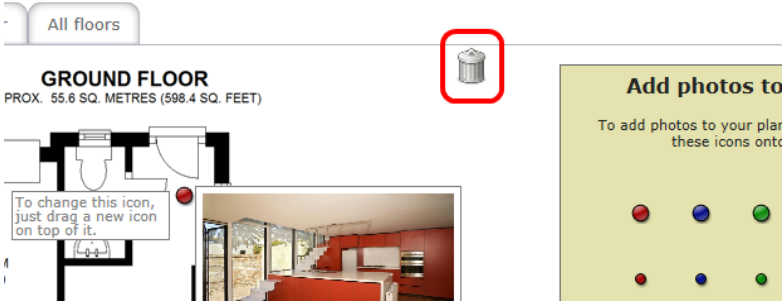 All floors
GROUND FLOOR
PROX. 55.6 SQ. METRES (598.4 SQ. FEET)
To change this icon,
just drag a new icon
on top of it.
Add photos to
To add photos to your plan
these icons onto